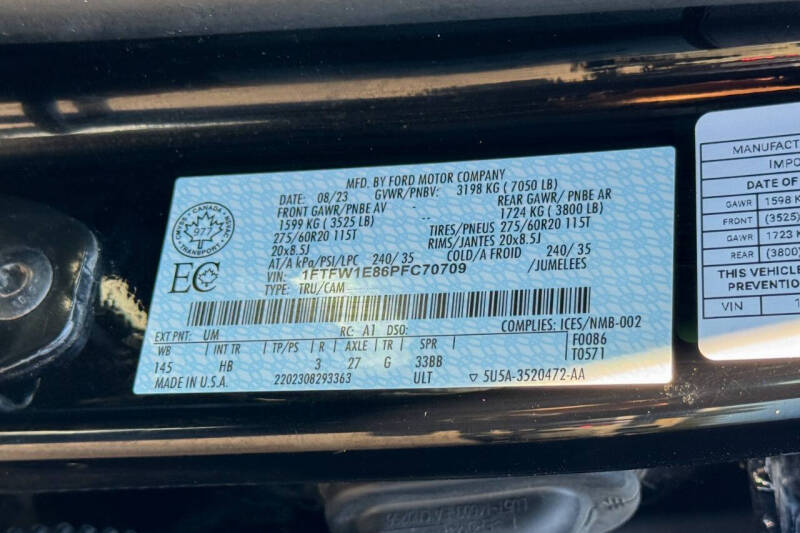 MFD. BY FORD MOTOR COMPANY
DATE: 08/23 GVWR/PNBV: 3198 KG ( 7050 LB)
FRONT GAWR/PNBE AV REAR GAWR/ PNBE AR
1599 KG ( 3525 LB) 1724 KG ( 3800 LB)
275/60R20 115T TIRES/PNEUS 275/60R20 115T
20x8.5J RIMS/JANTES 20x8.5J
AT/A kPa/PSI/LPC 240/ 35 COLD/A FROID 240/ 35
VIN: 1FTFW1E86PFC70709 /JUMELEES
TYPE: TRU/CAM
CANADA
TRANSPORT
977
EC
EXT PNT: UM RC: A1 DSO: COMPLIES: ICES/NMB-002
WB INT TR TP/PS R AXLE TR SPR F0086
145 HB 3 27 G 33BB T0571
MADE IN U.S.A. 2202308293363 ULT ▽ 5U5A-3520472-AA
MANUFACT
IMPO
DATE OF
GAWR 1598 K
FRONT (3525)
GAWR 1723
REAR (3800)
THIS VEHICLE
VIN 1